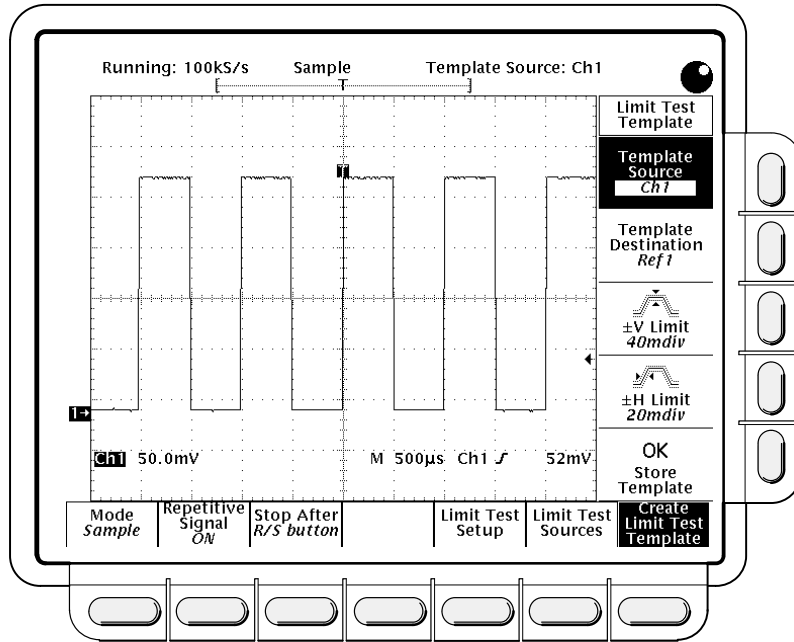 Running: 100kS/s Sample Template Source: Ch1
T
Limit Test
Template
Template
Source
Ch1
T
Template
Destination
Ref1
±V Limit
40mdiv
±H Limit
20mdiv
1→
Ch1 50.0mV M 500µs Ch1 52mV
OK
Store
Template
Mode
Sample
Repetitive
Signal
ON
Stop After
R/S button
Limit Test
Setup
Limit Test
Sources
Create
Limit Test
Template